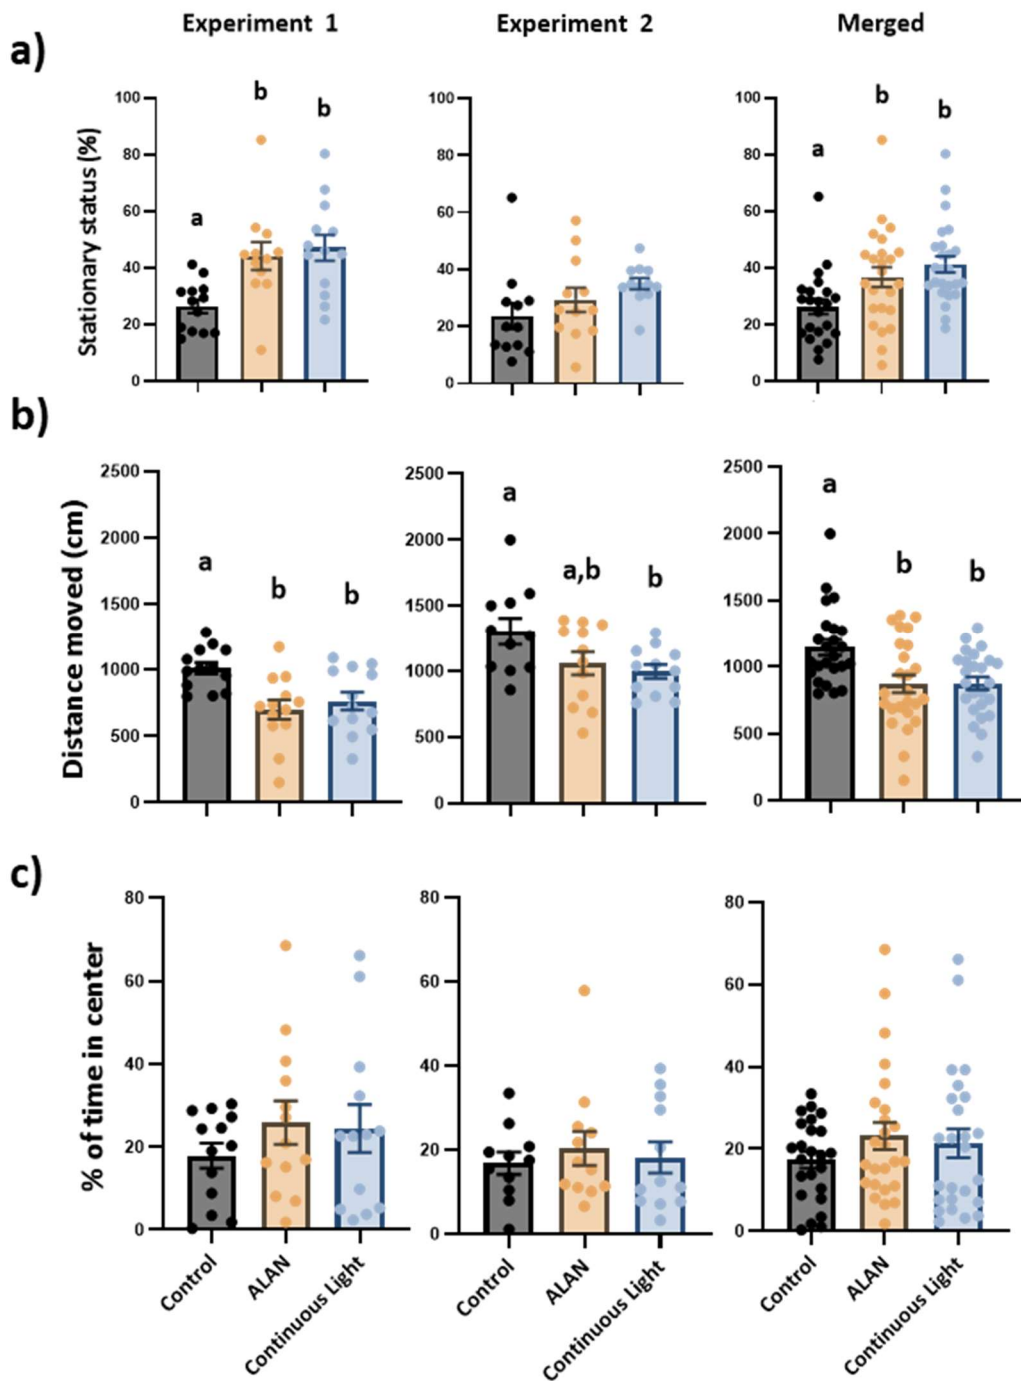 Experiment 1 Experiment 2 Merged
a)
Stationary status (%)
100 80 60 40 20 0
a b b
100 80 60 40 20 0
100 80 60 40 20 0
a b b
b)
Distance moved (cm)
2500 2000 1500 1000 500 0
a b b
2500 2000 1500 1000 500 0
a a,b b
2500 2000 1500 1000 500 0
a b b
c)
% of time in center
80 60 40 20 0
80 60 40 20 0
80 60 40 20 0
Control ALAN Continuous Light
Control ALAN Continuous Light
Control ALAN Continuous Light